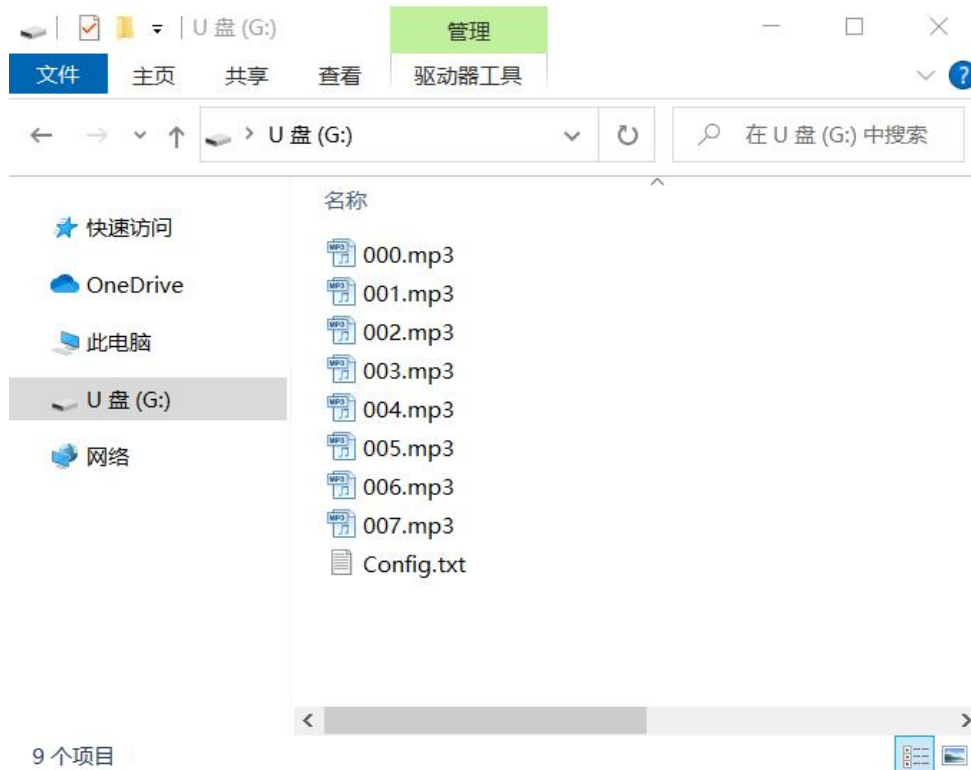 U 盘 (G:)
管理
文件 主页 共享 查看 驱动器工具
?
U 盘 (G:)
在 U 盘 (G:) 中搜索
名称
快速访问
OneDrive
此电脑
U 盘 (G:)
网络
000.mp3
001.mp3
002.mp3
003.mp3
004.mp3
005.mp3
006.mp3
007.mp3
Config.txt
9 个项目